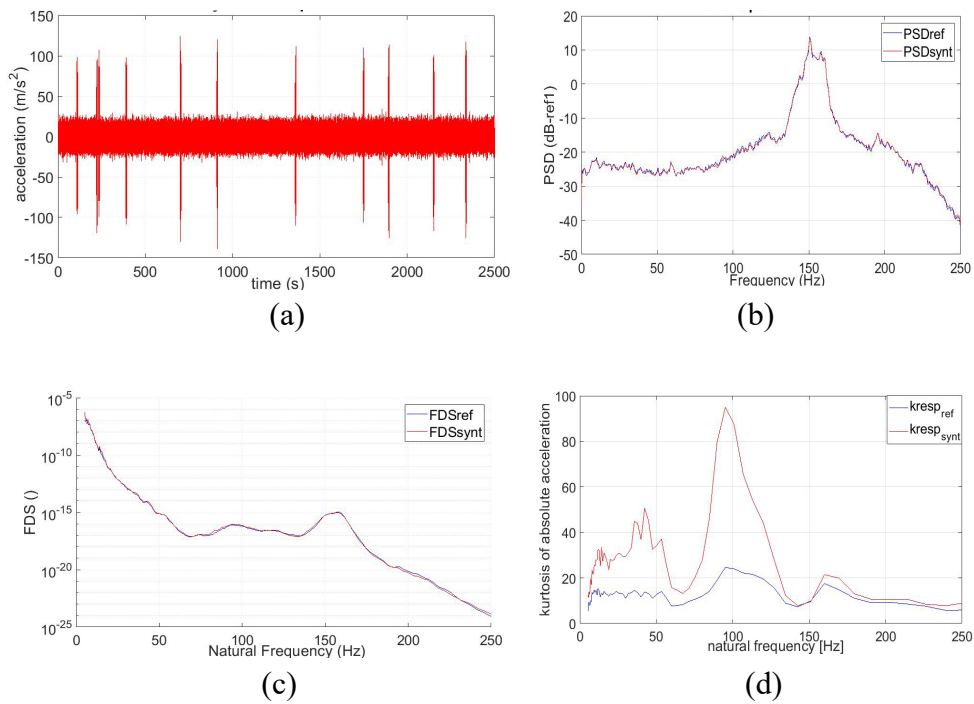 150
100
50
0
-50
-100
-150
acceleration (m/s²)
0 500 1000 1500 2000 2500
time (s)
(a)
20
10
0
-10
-20
-30
-40
-50
PSD (dB-ref1)
PSDref
PSDsynt
0 50 100 150 200 250
Frequency (Hz)
(b)
10⁻⁵
10⁻¹⁰
10⁻¹⁵
10⁻²⁰
10⁻²⁵
FDS ()
FDSref
FDSsynt
0 50 100 150 200 250
Natural Frequency (Hz)
(c)
100
80
60
40
20
0
kurtosis of absolute acceleration
kresp_ref
kresp_synt
0 50 100 150 200 250
natural frequency [Hz]
(d)